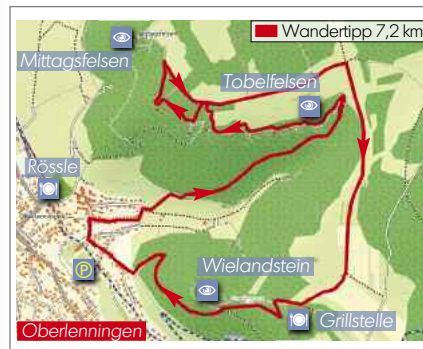 Wandertipp 7,2 km
Mittagsfelsen
Tobelfelsen
Rössle
P
Wielandstein
Grillstelle
Oberlenningen